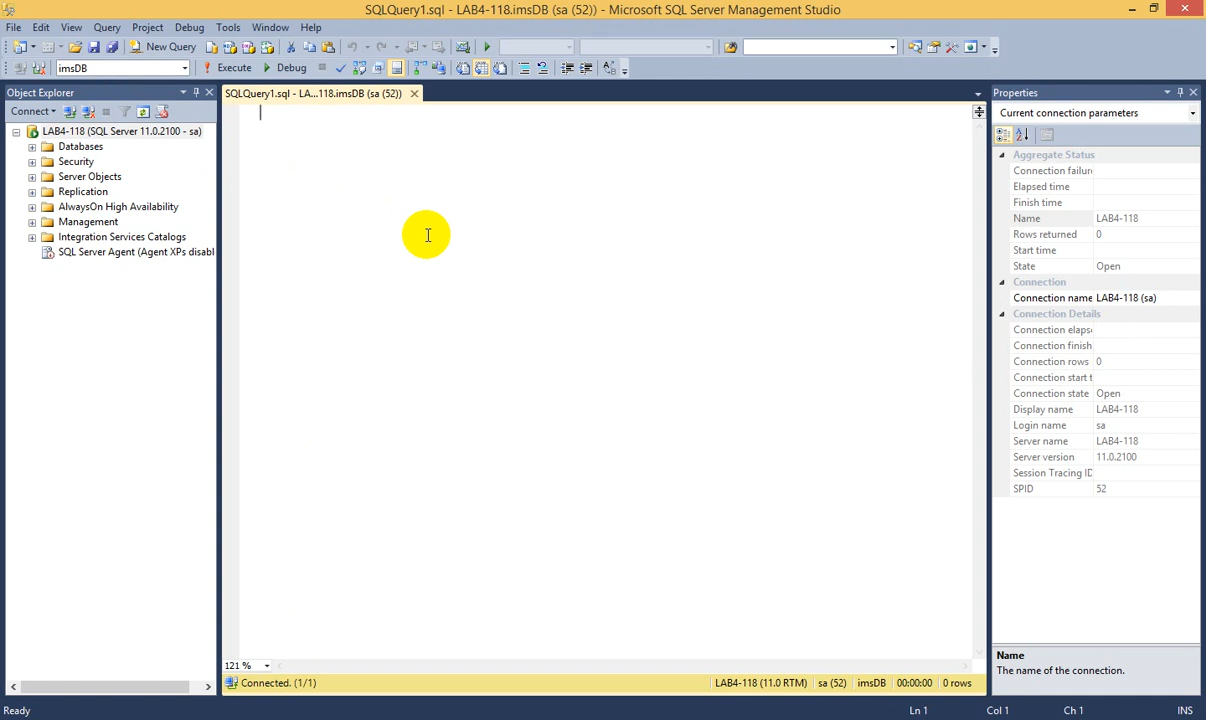 SQLQuery1.sql - LAB4-118.imsDB (sa (52)) - Microsoft SQL Server Management Studio
File Edit View Query Project Debug Tools Window Help
New Query
imsDB Execute Debug
Object Explorer
Connect
LAB4-118 (SQL Server 11.0.2100 - sa)
Databases
Security
Server Objects
Replication
AlwaysOn High Availability
Management
Integration Services Catalogs
SQL Server Agent (Agent XPs disabl
SQLQuery1.sql - LA...118.imsDB (sa (52))
121 %
Connected. (1/1) LAB4-118 (11.0 RTM) sa (52) imsDB 00:00:00 0 rows
Properties
Current connection parameters
Aggregate Status
Connection failure
Elapsed time
Finish time
Name LAB4-118
Rows returned 0
Start time
State Open
Connection
Connection name LAB4-118 (sa)
Connection Details
Connection elapse
Connection finish
Connection rows 0
Connection start t
Connection state Open
Display name LAB4-118
Login name sa
Server name LAB4-118
Server version 11.0.2100
Session Tracing ID
SPID 52
Name
The name of the connection.
Ready Ln 1 Col 1 Ch 1 INS